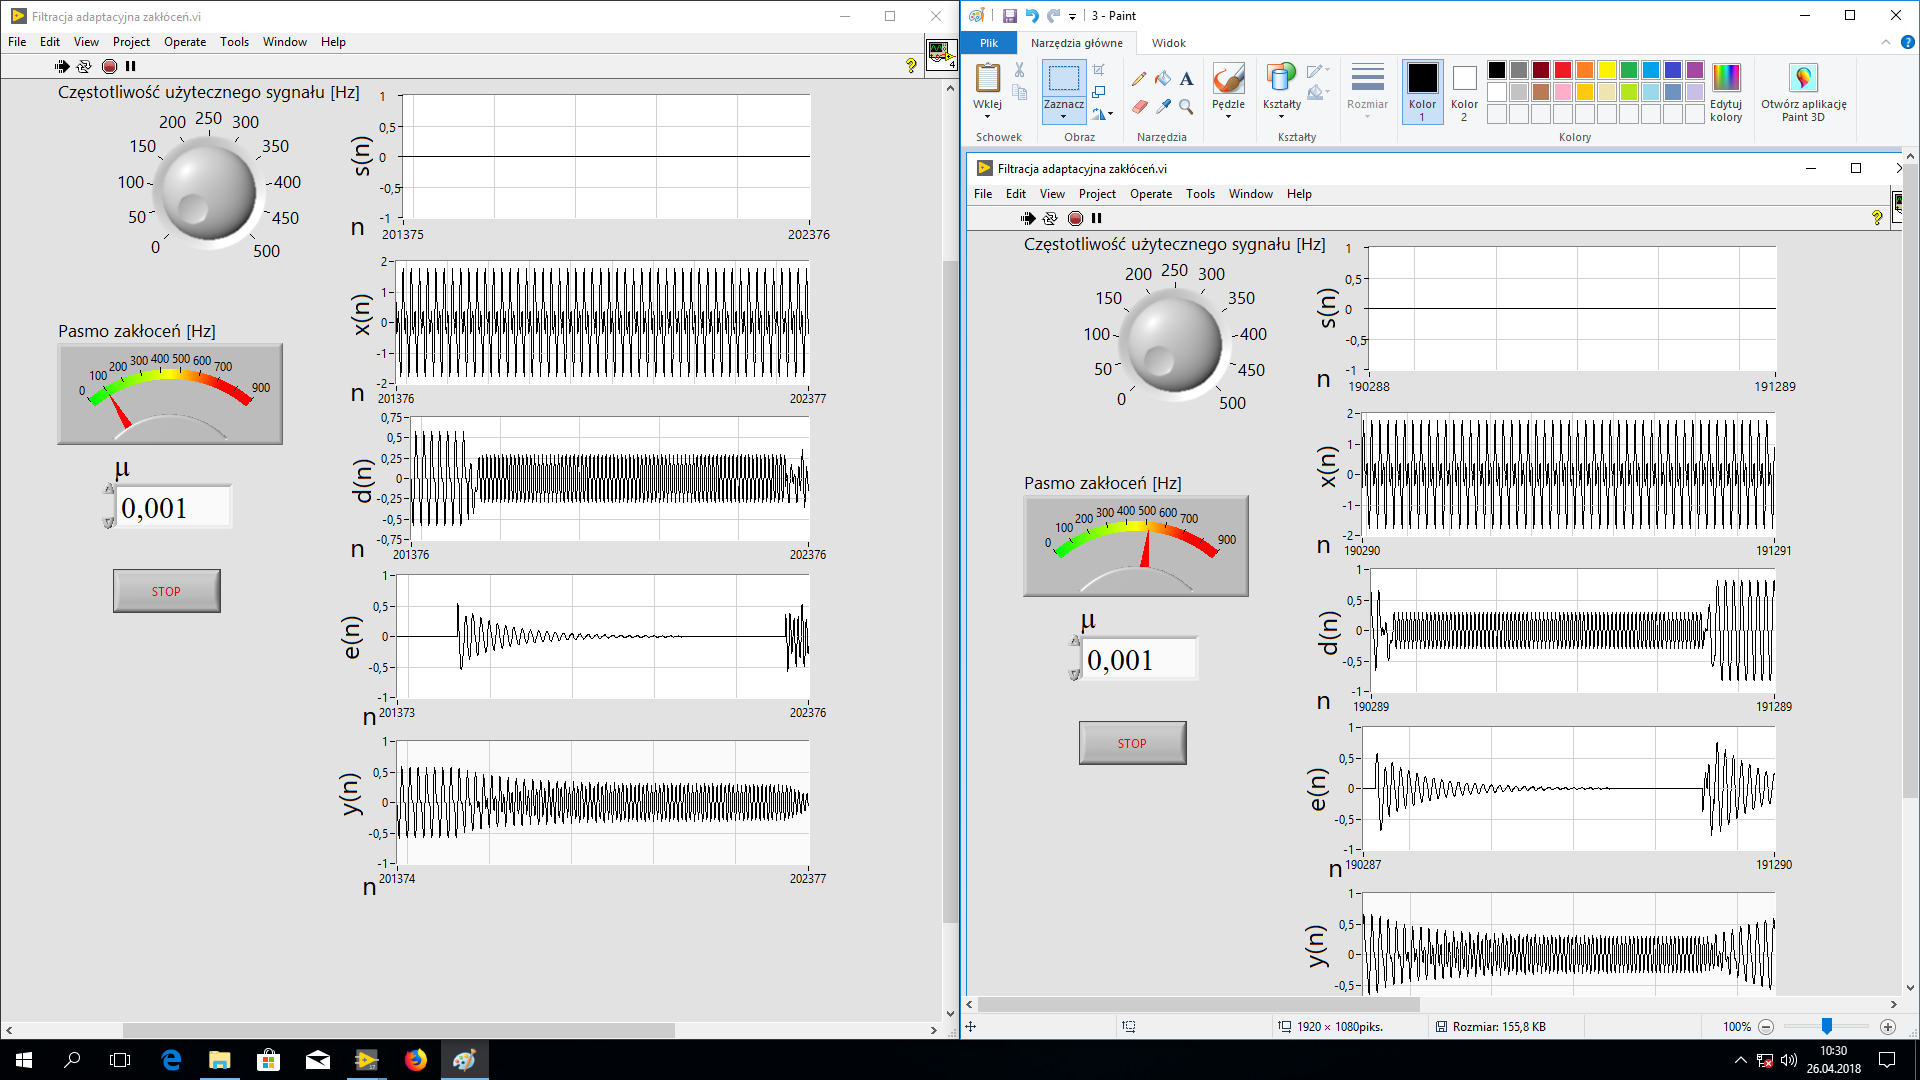 Filtracja adaptacyjna zakłóceń.vi
File Edit View Project Operate Tools Window Help
4
Częstotliwość użytecznego sygnału [Hz]
0 50 100 150 200 250 300 350 400 450 500
Pasmo zakłoceń [Hz]
0 100 200 300 400 500 600 700 900
μ
0,001
STOP
s(n)
1
0,5
0
-0,5
-1
n
201375 202376
x(n)
2
1
0
-1
-2
n
201376 202377
d(n)
0,75
0,5
0,25
0
-0,25
-0,5
-0,75
n
201376 202376
e(n)
1
0,5
0
-0,5
-1
n
201373 202376
y(n)
1
0,5
0
-0,5
-1
n
201374 202377
3 - Paint
Plik Narzędzia główne Widok
Wklej
Schowek
Zaznacz
Obraz
Narzędzia
Pędzle
Kształty
Kształty
Rozmiar
Kolor 1
Kolor 2
Edytuj kolory
Kolory
Otwórz aplikację Paint 3D
Filtracja adaptacyjna zakłóceń.vi
File Edit View Project Operate Tools Window Help
Częstotliwość użytecznego sygnału [Hz]
0 50 100 150 200 250 300 350 400 450 500
Pasmo zakłoceń [Hz]
0 100 200 300 400 500 600 700 900
μ
0,001
STOP
s(n)
1
0,5
0
-0,5
-1
n
190288 191289
x(n)
2
1
0
-1
-2
n
190290 191291
d(n)
1
0,5
0
-0,5
-1
n
190289 191289
e(n)
1
0,5
0
-0,5
-1
n
190287 191290
y(n)
1
0,5
0
-0,5
1920 × 1080piks.
Rozmiar: 155,8 KB
100%
10:30
26.04.2018